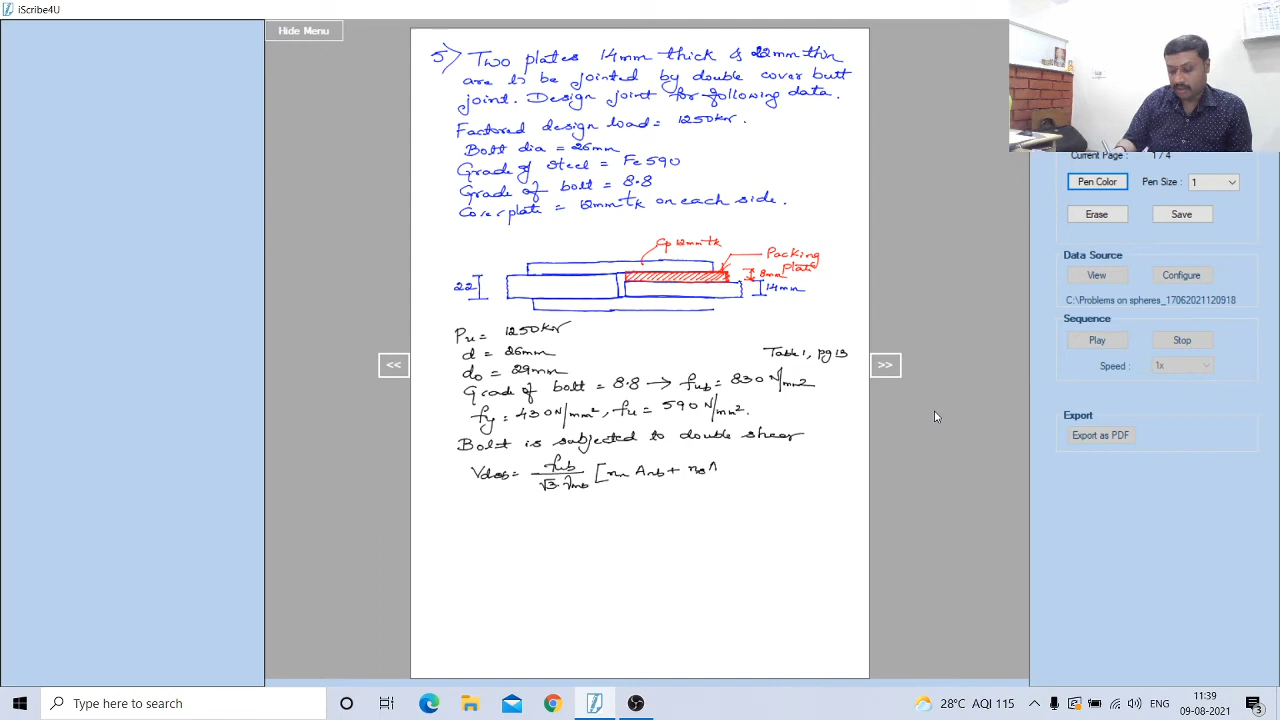 iScribe4U
Hide Menu
5) Two plates 14mm thick & 22mm thin
are to be jointed by double cover butt
joint. Design joint for following data.
Factored design load = 1250kN.
Bolt dia = 26mm
Grade of steel = Fe590
Grade of bolt = 8.8
Cover plate = 12mm tk on each side.
Cp 12mm tk
Packing
Plate
8mm
22
14mm
Pu = 1250kN
d = 26mm
Table 1, pg 13
do = 29mm
Grade of bolt = 8.8 → fub = 830 N/mm2
fy = 430N/mm², fu = 590 N/mm².
Bolt is subjected to double shear
Vdsb = fub / √3.γmb [nn Anb + ns A
<<
>>
Current Page : 1 / 4
Pen Color
Pen Size :
1
Erase
Save
Data Source
View
Configure
C:\Problems on spheres_17062021120918
Sequence
Play
Stop
Speed :
1x
Export
Export as PDF
Type here to search
28°C AQI 115
ENG
11:39
09-08-2021
3